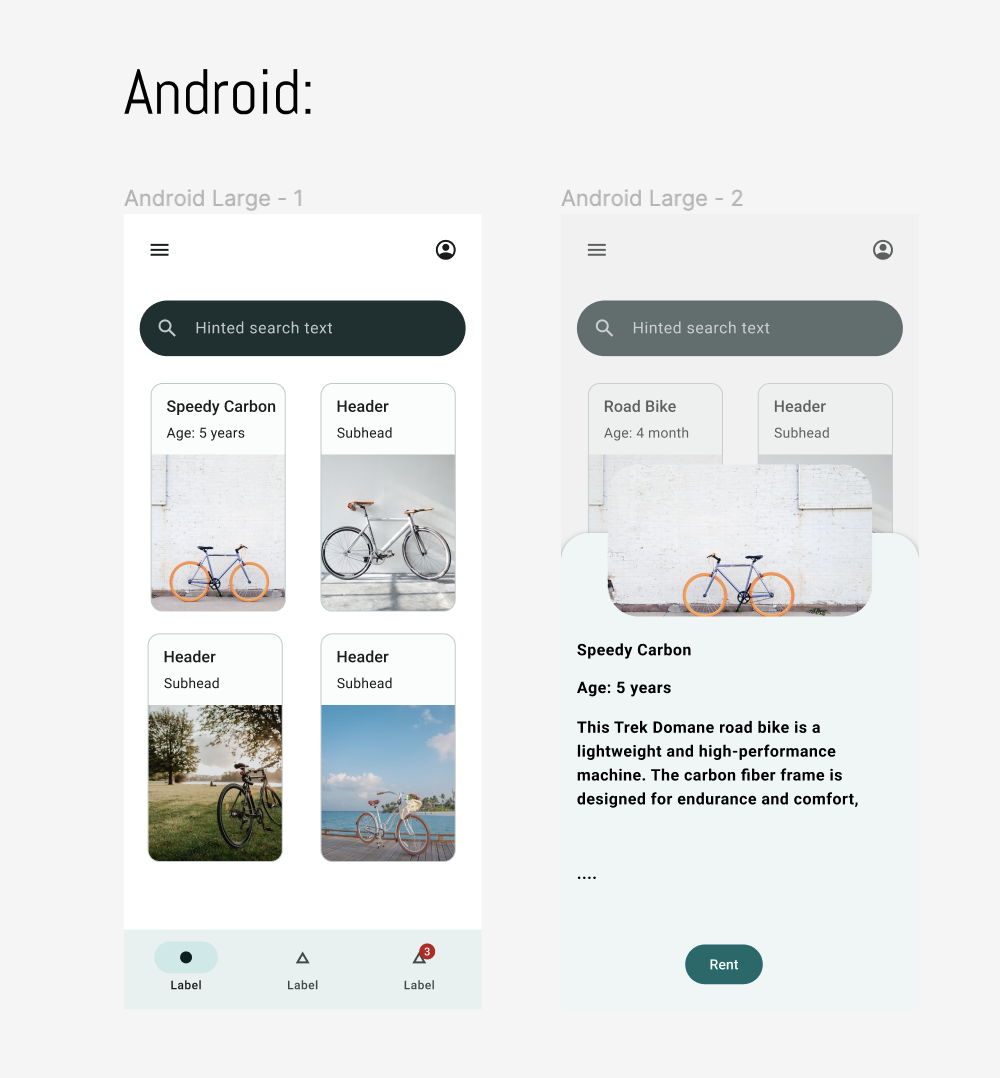 Android:
Android Large - 1
Hinted search text
Speedy Carbon
Age: 5 years
Header
Subhead
Header
Subhead
Header
Subhead
Label
Label
3
Label
Android Large - 2
Hinted search text
Road Bike
Age: 4 month
Header
Subhead
Speedy Carbon
Age: 5 years
This Trek Domane road bike is a
lightweight and high-performance
machine. The carbon fiber frame is
designed for endurance and comfort,
....
Rent